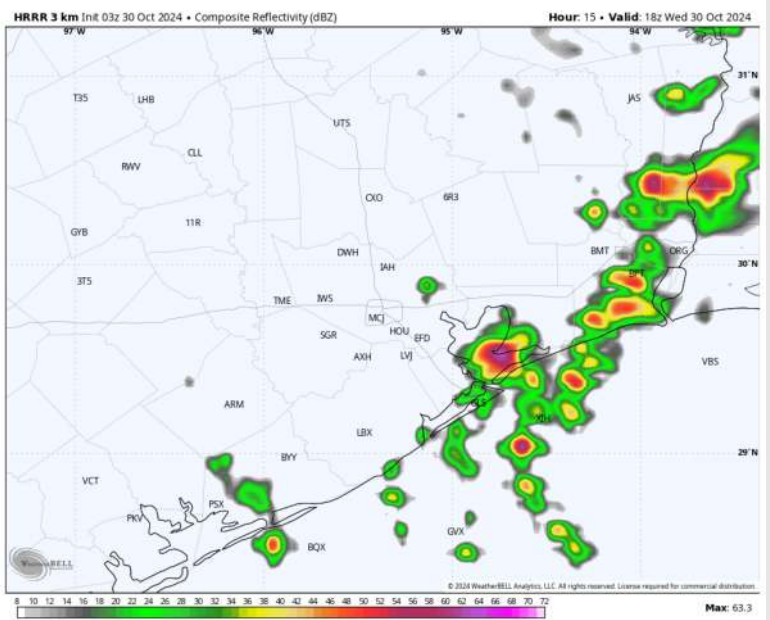 HRRR 3 km Init 03z 30 Oct 2024 • Composite Reflectivity (dBZ) Hour: 15 • Valid: 18z Wed 30 Oct 2024
97°W 96°W 95°W 94°W
31°N
T35 LHB JAS
UTS
CLL
RWV
OXO 6R3
11R
GYB
BMT ORG
DWH
IAH 30°N
3T5 BPT
TME IWS
MCJ
SGR HOU EFD
AXH LVJ VBS
ARM GLS
XIH
LBX
BYY 29°N
VCT
PSX
PKV
GVX
BQX
WEATHERBELL
© 2024 WeatherBELL Analytics, LLC. All rights reserved. License required for commercial distribution.
8 10 12 14 16 18 20 22 24 26 28 30 32 34 36 38 40 42 44 46 48 50 52 54 56 58 60 62 64 66 68 70 72 Max: 63.3